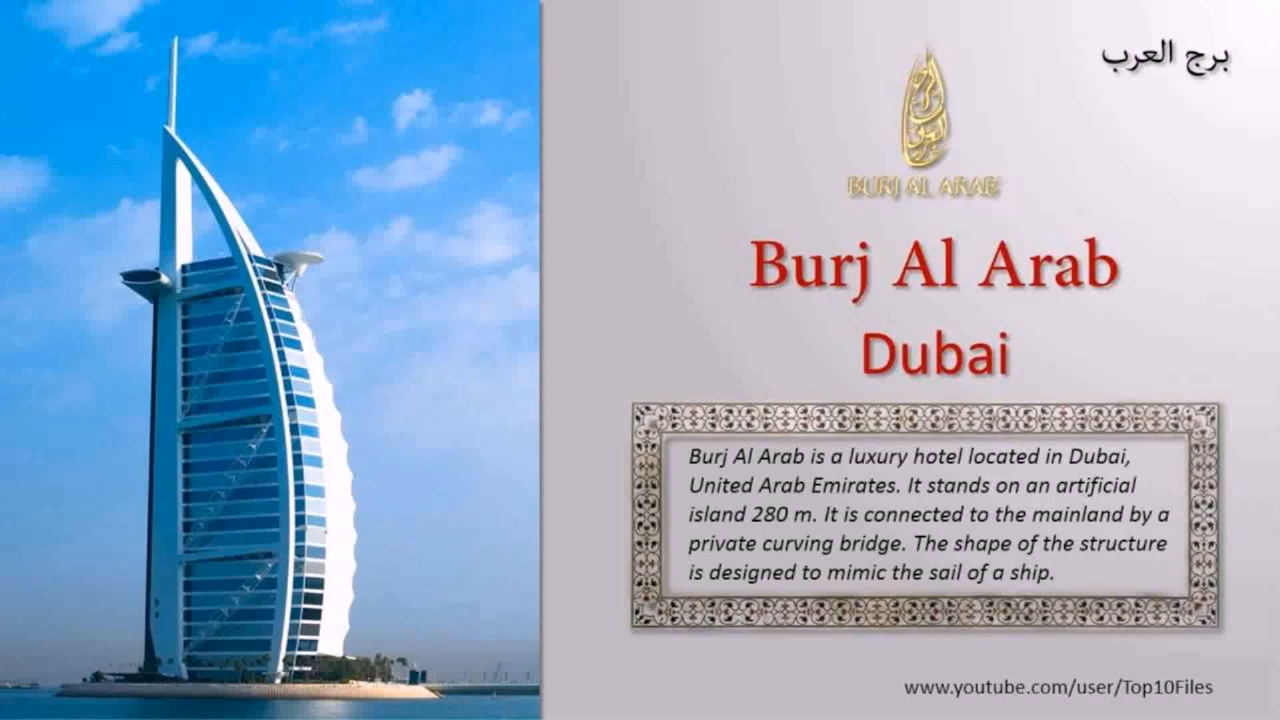 برج العرب
BURJ AL ARAB
Burj Al Arab
Dubai
Burj Al Arab is a luxury hotel located in Dubai,
United Arab Emirates. It stands on an artificial
island 280 m. It is connected to the mainland by a
private curving bridge. The shape of the structure
is designed to mimic the sail of a ship.
www.youtube.com/user/Top10Files